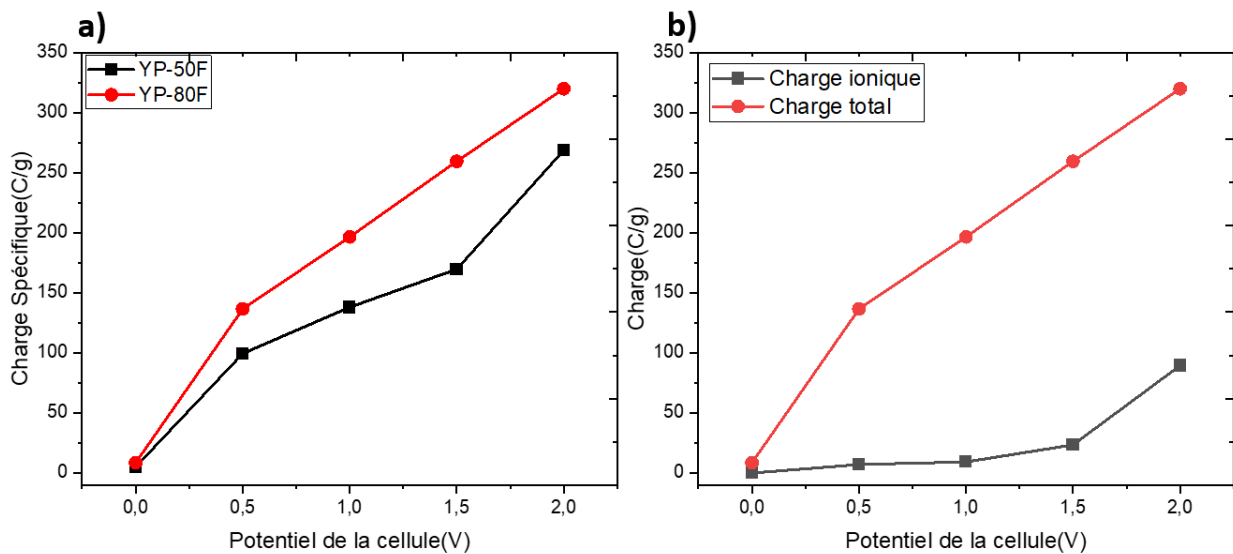 a)
350
300
250
200
150
100
50
0
Charge Spécifique(C/g)
YP-50F
YP-80F
0,0 0,5 1,0 1,5 2,0
Potentiel de la cellule(V)
b)
350
300
250
200
150
100
50
0
Charge(C/g)
Charge ionique
Charge total
0,0 0,5 1,0 1,5 2,0
Potentiel de la cellule(V)